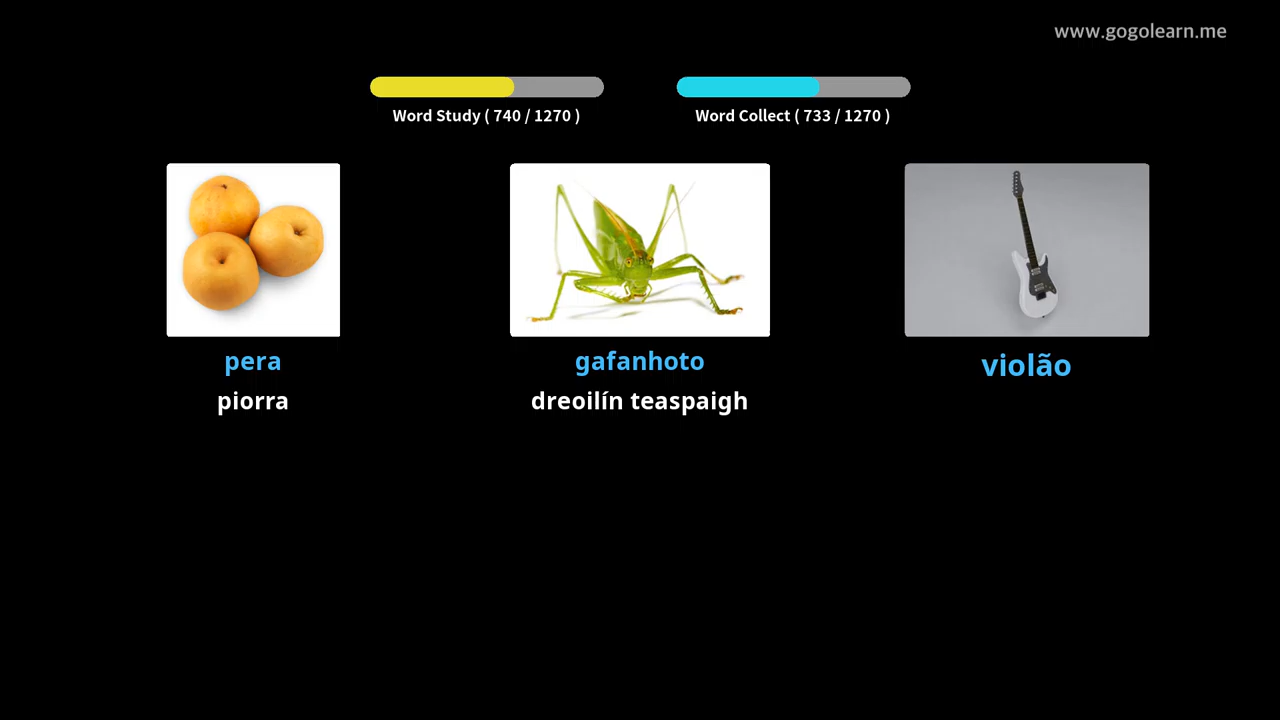 www.gogolearn.me
Word Study ( 740 / 1270 )
Word Collect ( 733 / 1270 )
pera
gafanhoto
violão
piorra
dreoilín teaspaigh